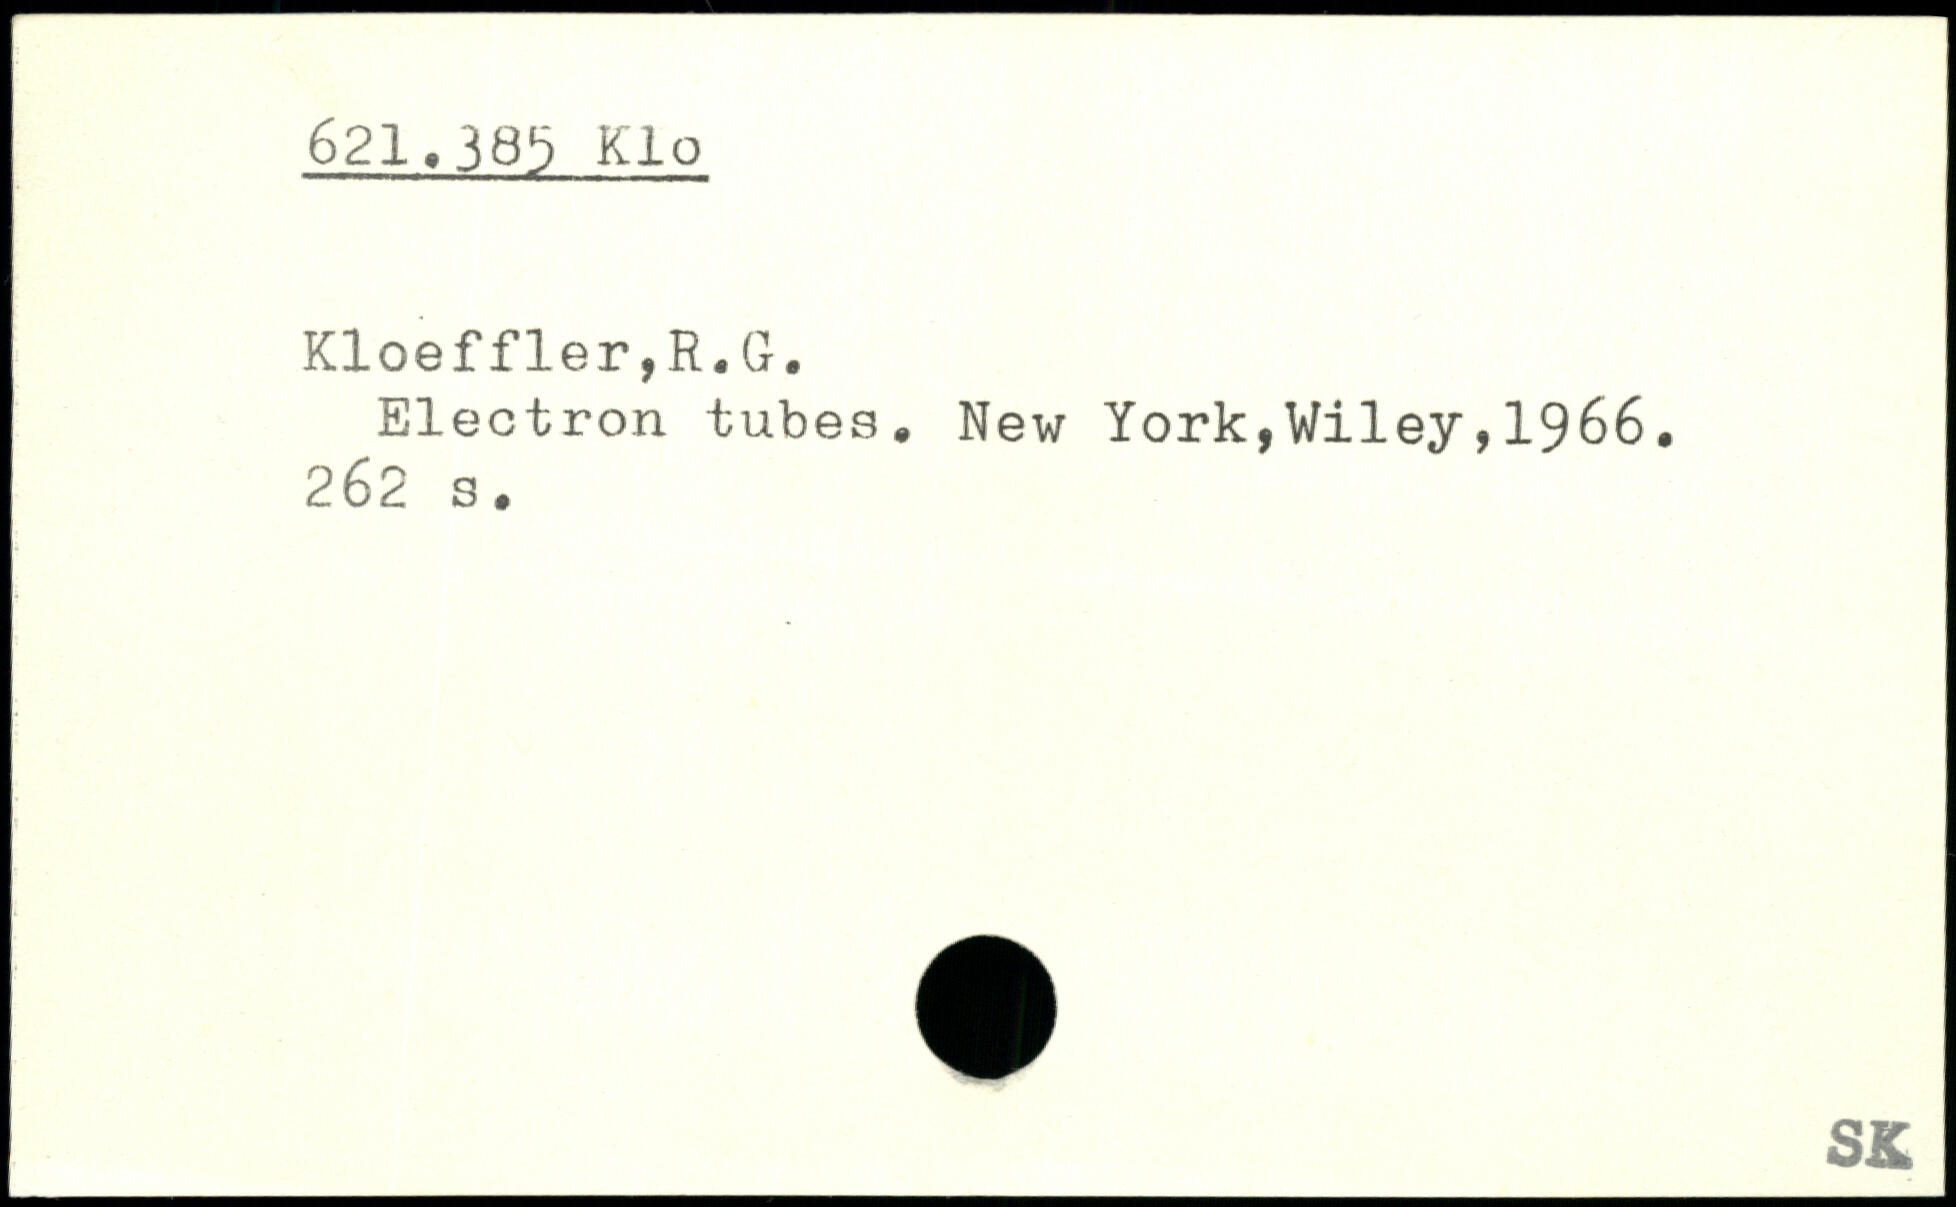 621.385 Klo
Kloeffler,R.G.
Electron tubes. New York,Wiley,1966.
262 s.
SK